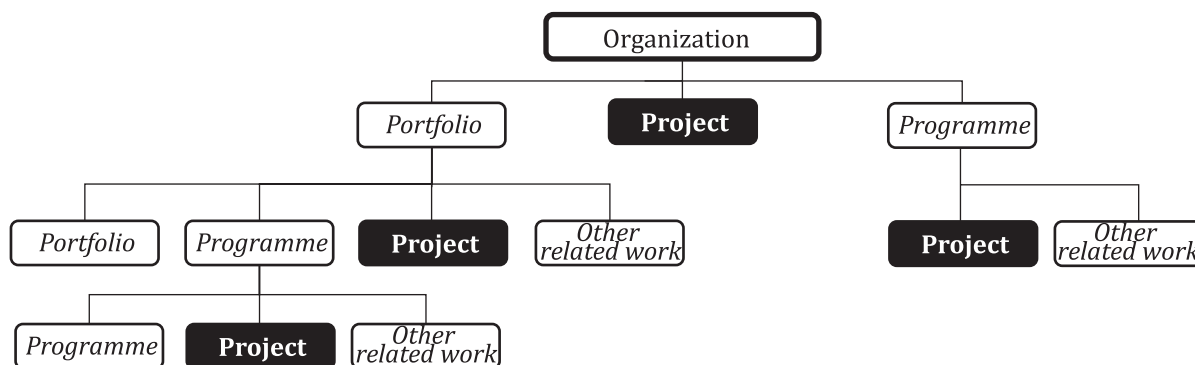 Organization
Portfolio
Project
Programme
Portfolio
Programme
Project
Other
related work
Project
Other
related work
Programme
Project
Other
related work